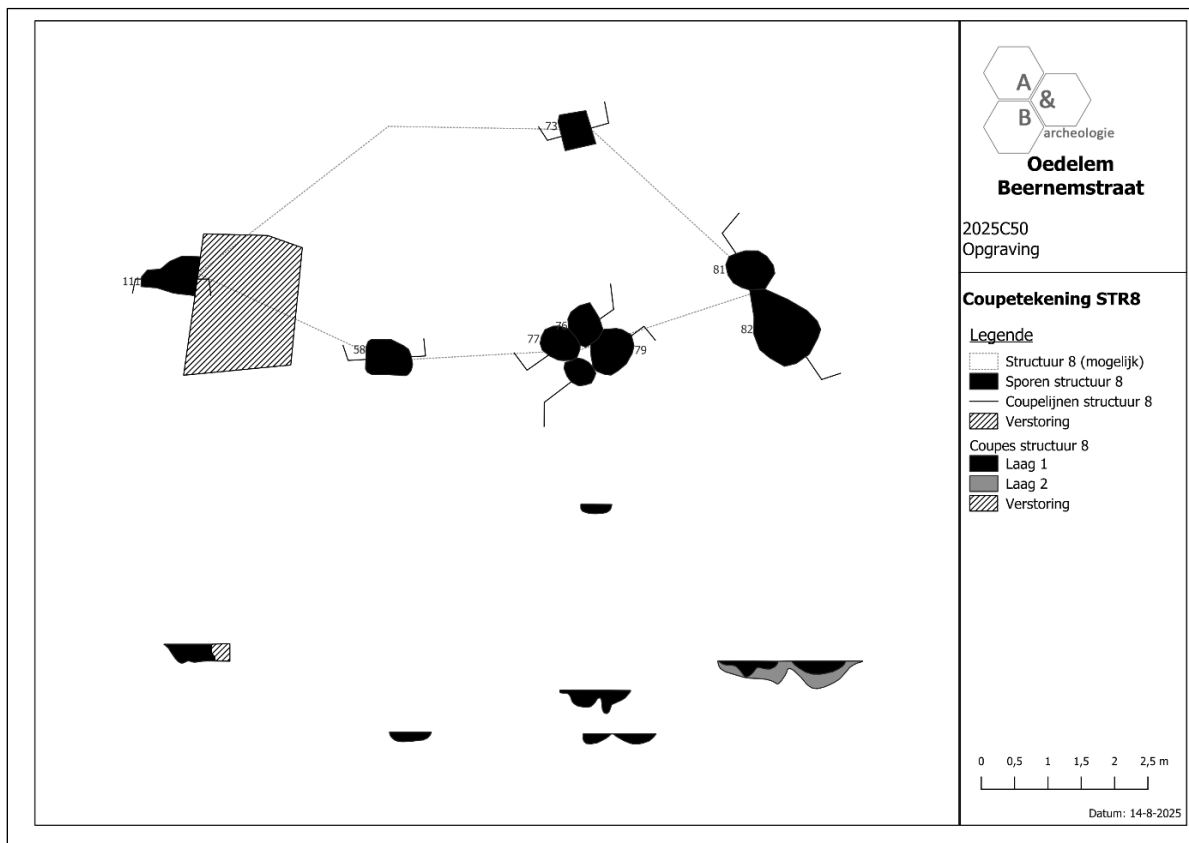 73
111
81
58
77
76
79
82
A
&
B
archeologie
Oedelem
Beernemstraat
2025C50
Opgraving
Coupetekening STR8
Legende
Structuur 8 (mogelijk)
Sporen structuur 8
Coupelijnen structuur 8
Verstoring
Coupes structuur 8
Laag 1
Laag 2
Verstoring
0 0,5 1 1,5 2 2,5 m
Datum: 14-8-2025